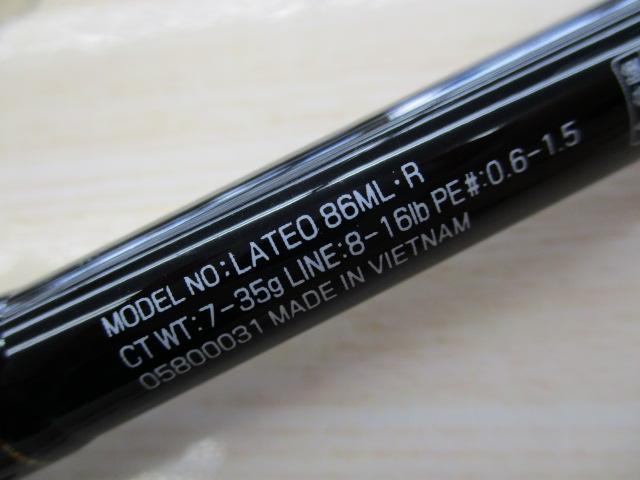 MODEL NO:LATEO 86ML・R
CT WT:7-35g LINE:8-16lb PE#:0.6-1.5
05800031 MADE IN VIETNAM